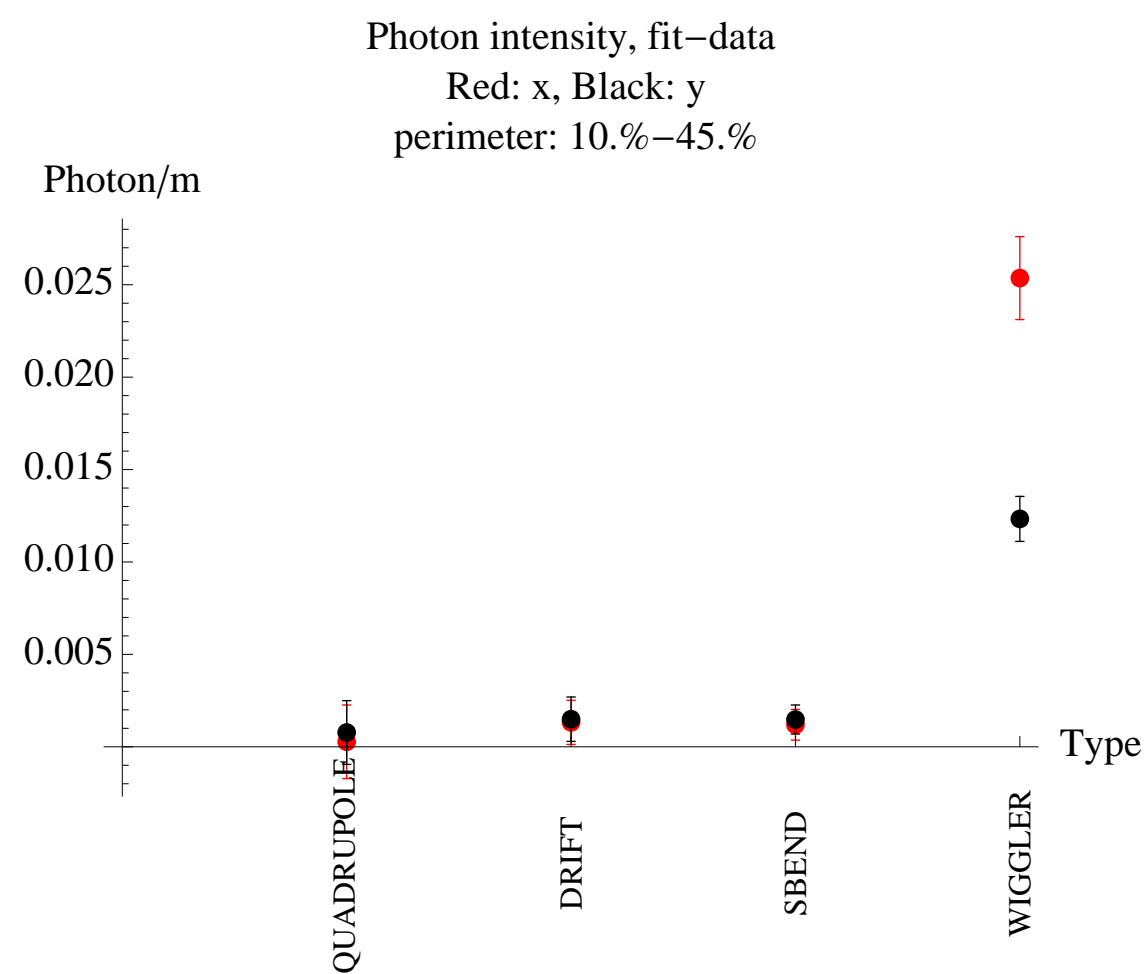 Photon intensity, fit−data
Red: x, Black: y
perimeter: 10.%−45.%
Photon/m
0.025
0.020
0.015
0.010
0.005
Type
QUADRUPOLE
DRIFT
SBEND
WIGGLER